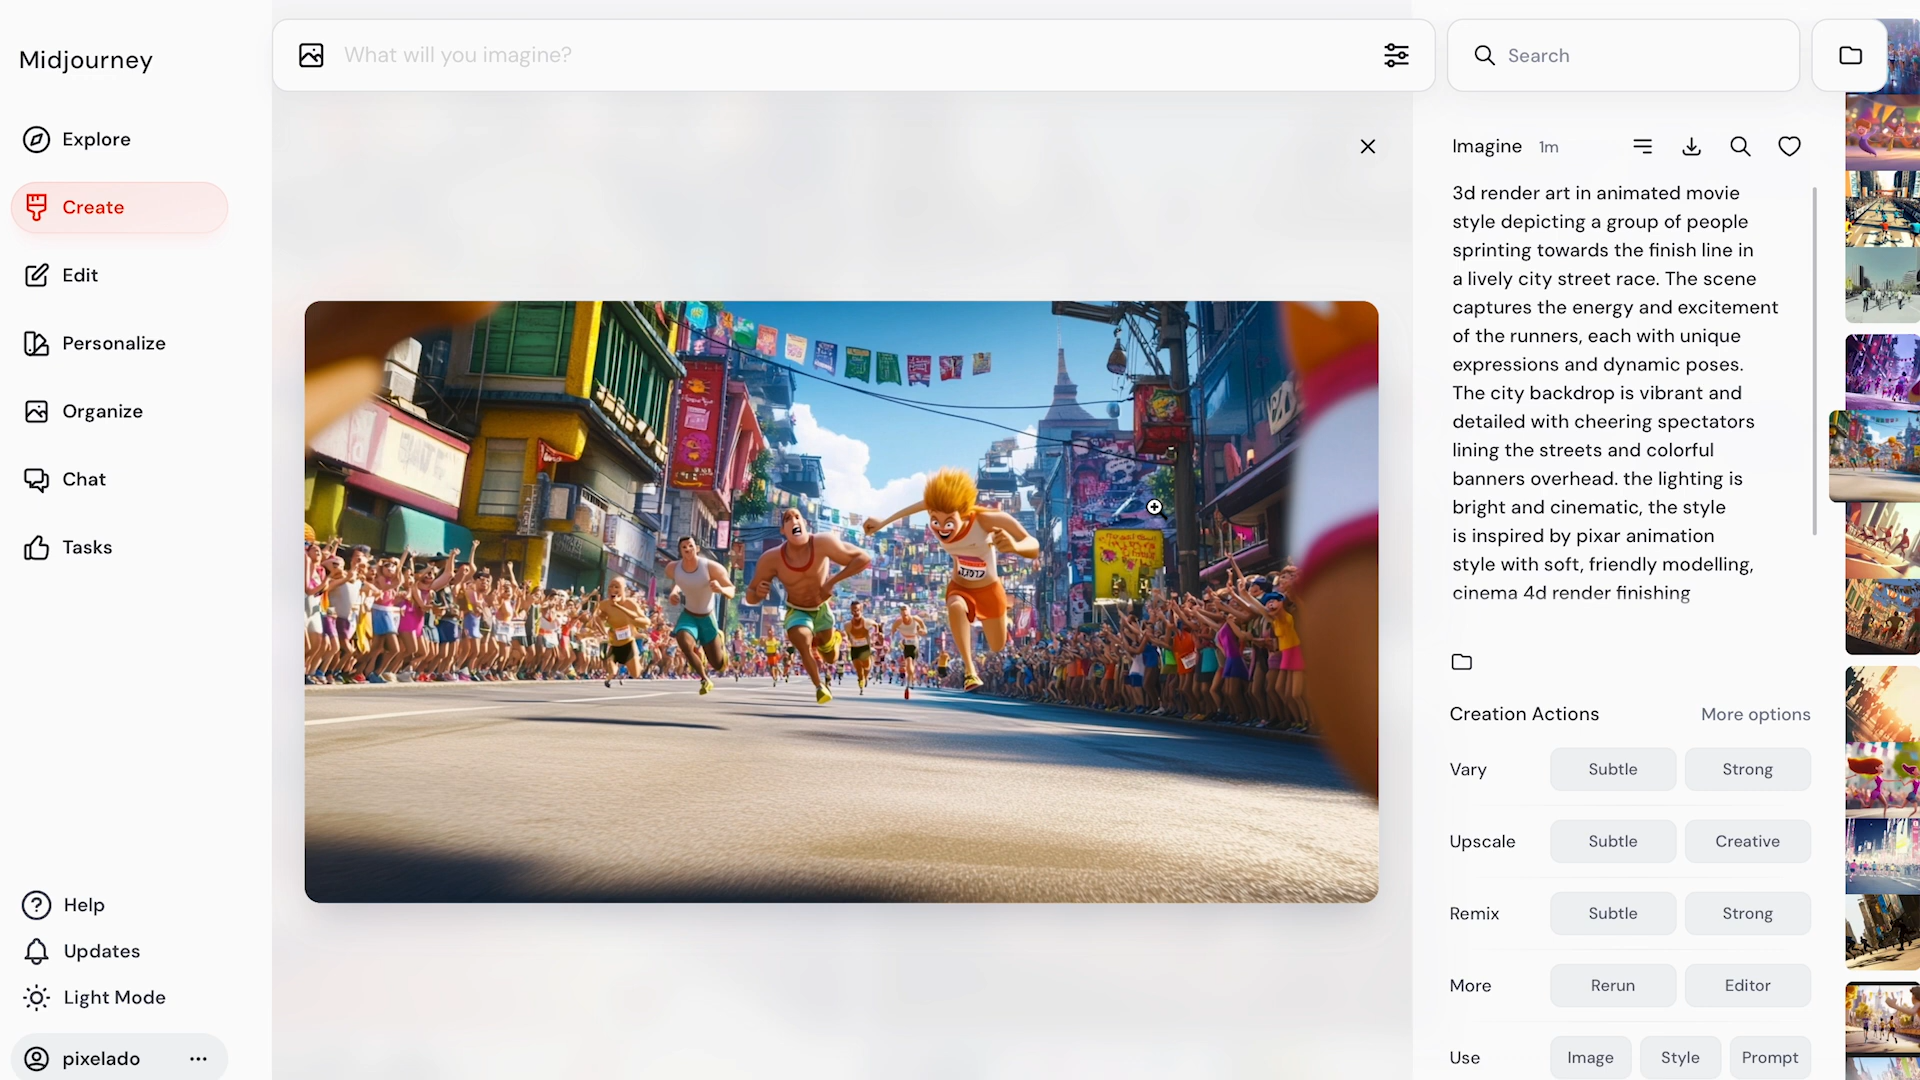 Midjourney
Explore
Create
Edit
Personalize
Organize
Chat
Tasks
Help
Updates
Light Mode
pixelado
What will you imagine?
Search
Imagine 1m
3d render art in animated movie
style depicting a group of people
sprinting towards the finish line in
a lively city street race. The scene
captures the energy and excitement
of the runners, each with unique
expressions and dynamic poses.
The city backdrop is vibrant and
detailed with cheering spectators
lining the streets and colorful
banners overhead. the lighting is
bright and cinematic, the style
is inspired by pixar animation
style with soft, friendly modelling,
cinema 4d render finishing
Creation Actions More options
Vary Subtle Strong
Upscale Subtle Creative
Remix Subtle Strong
More Rerun Editor
Use Image Style Prompt